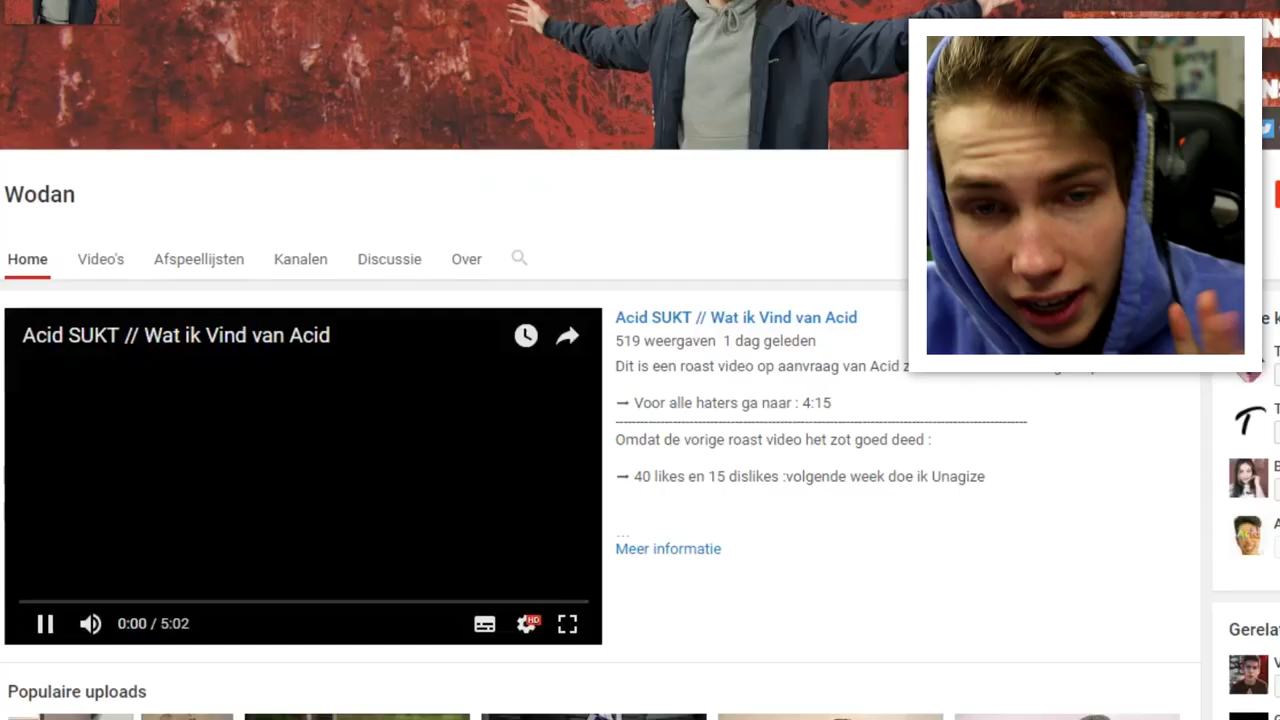 Wodan
Home Video's Afspeellijsten Kanalen Discussie Over
Acid SUKT // Wat ik Vind van Acid
Acid SUKT // Wat ik Vind van Acid
519 weergaven 1 dag geleden
Dit is een roast video op aanvraag van Acid
→ Voor alle haters ga naar : 4:15
Omdat de vorige roast video het zot goed deed :
→ 40 likes en 15 dislikes :volgende week doe ik Unagize
...
Meer informatie
0:00 / 5:02
HD
Populaire uploads